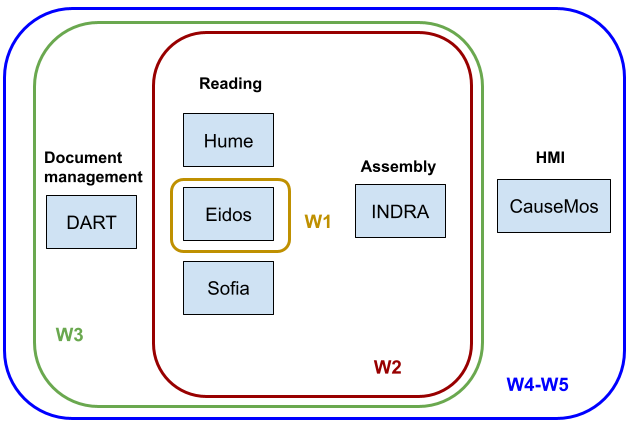 Reading
Hume
Document
management
Assembly
HMI
DART
Eidos
W1
INDRA
CauseMos
Sofia
W3
W2
W4-W5